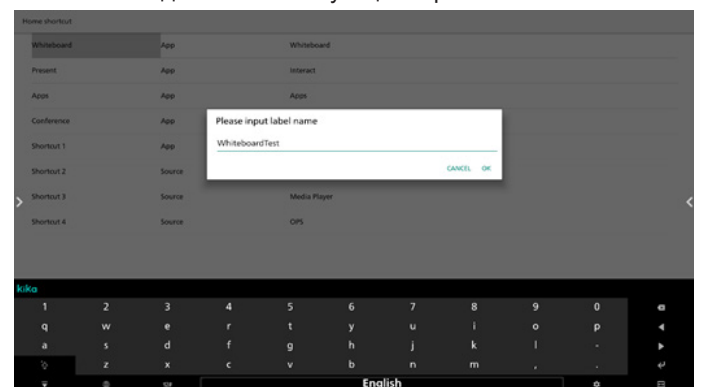 Home shortcut
Whiteboard App Whiteboard
Present App Interact
Apps App Apps
Conference App
Shortcut 1 App
Shortcut 2 Source
Shortcut 3 Source Media Player
Shortcut 4 Source OPS
Please input label name
WhiteboardTest
CANCEL OK
kika
1 2 3 4 5 6 7 8 9 0
q w e r t y u i o p
a s d f g h j k l -
z x c v b n m , .
English